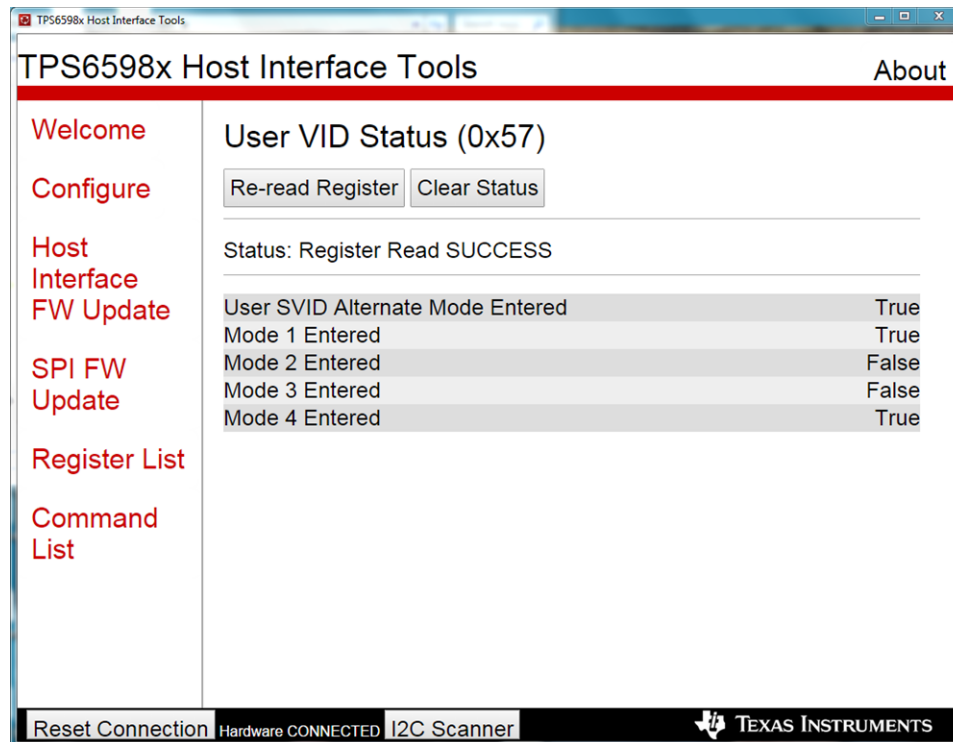 TPS6598x Host Interface Tools
TPS6598x Host Interface Tools
About
Welcome
Configure
Host
Interface
FW Update
SPI FW
Update
Register List
Command
List
User VID Status (0x57)
Re-read Register Clear Status
Status: Register Read SUCCESS
User SVID Alternate Mode Entered True
Mode 1 Entered True
Mode 2 Entered False
Mode 3 Entered False
Mode 4 Entered True
Reset Connection Hardware CONNECTED I2C Scanner
TEXAS INSTRUMENTS